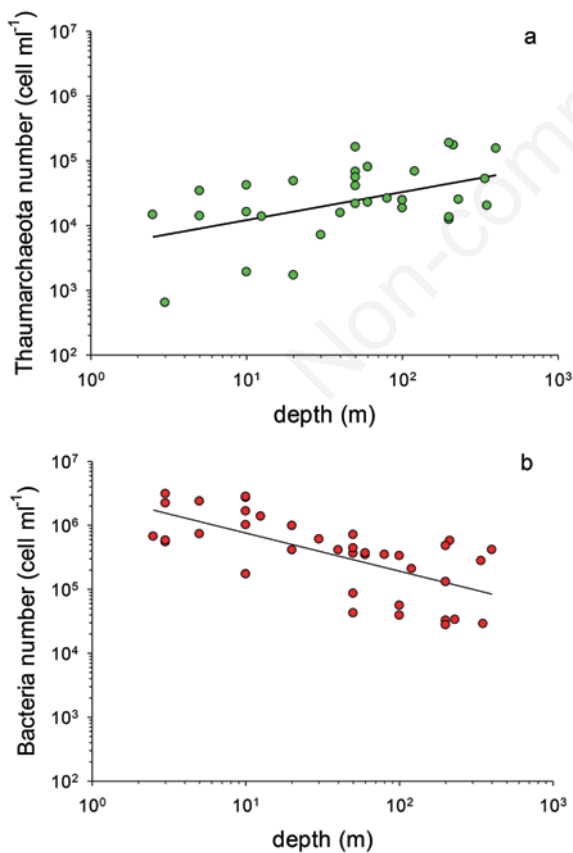 a
Thaumarchaeota number (cell ml⁻¹)
10⁷
10⁶
10⁵
10⁴
10³
10²
10⁰ 10¹ 10² 10³
depth (m)
Non-comm
b
Bacteria number (cell ml⁻¹)
10⁷
10⁶
10⁵
10⁴
10³
10²
10⁰ 10¹ 10² 10³
depth (m)